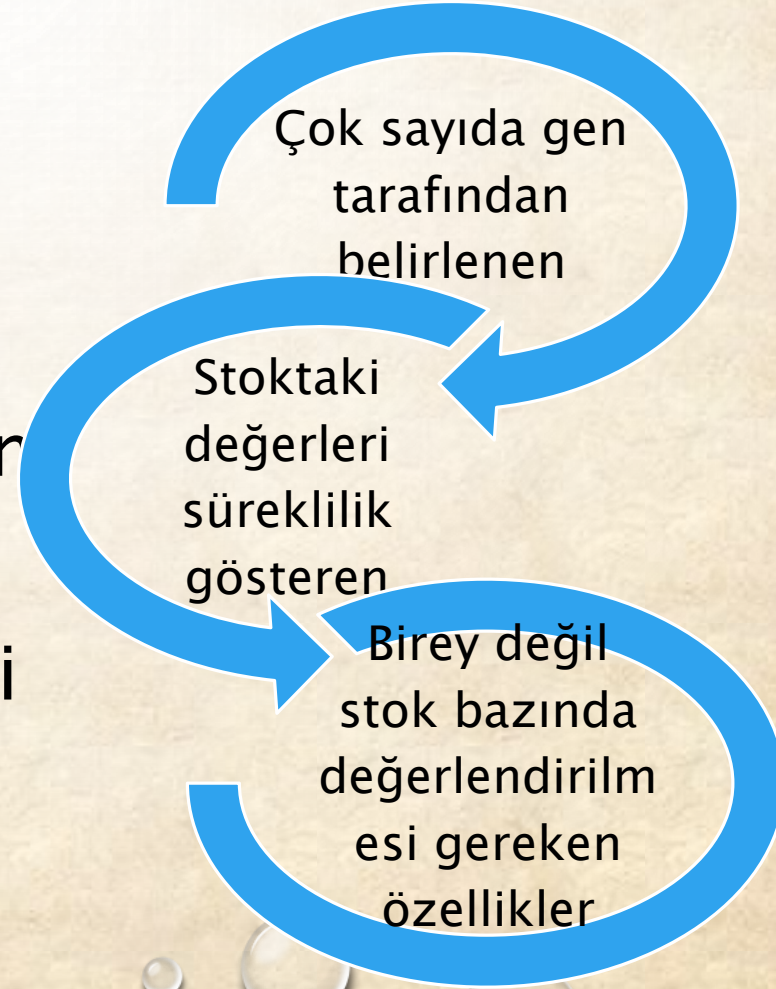 Çok sayıda gen
tarafından
belirlenen
Stoktaki
değerleri
süreklilik
gösteren
Birey değil
stok bazında
değerlendirilm
esi gereken
özellikler